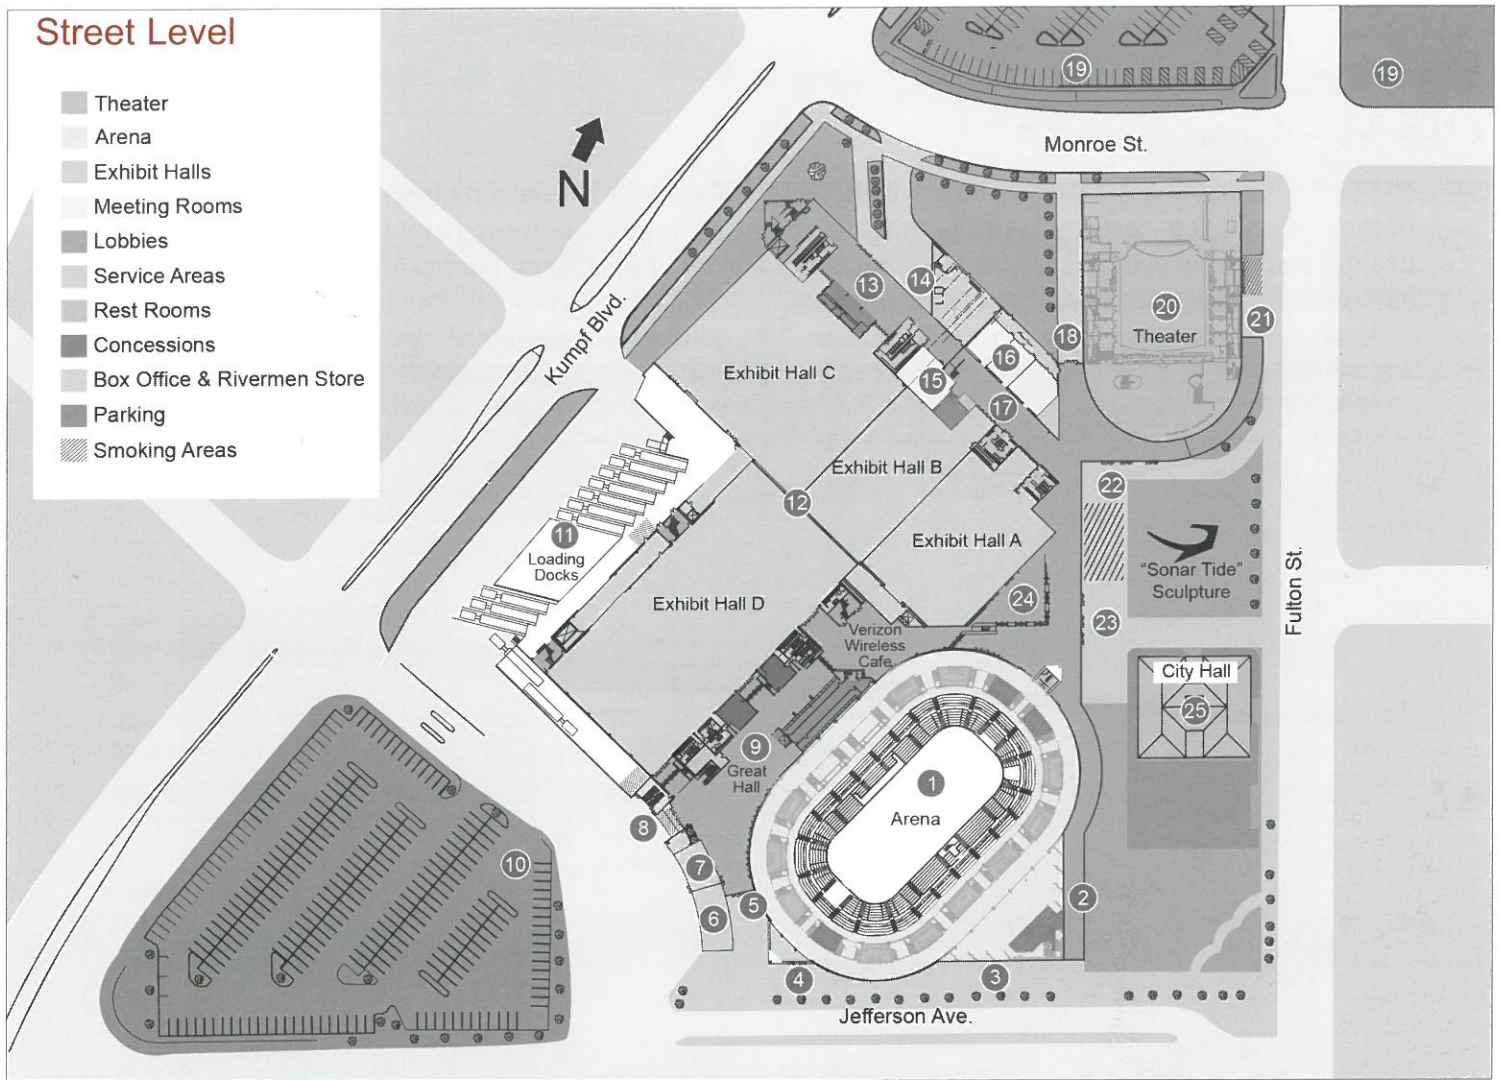 Street Level
Theater
Arena
Exhibit Halls
Meeting Rooms
Lobbies
Service Areas
Rest Rooms
Concessions
Box Office & Rivermen Store
Parking
Smoking Areas
N
Kumpf Blvd.
Monroe St.
19
19
13
14
20
Theater
21
18
16
15
17
Exhibit Hall C
Exhibit Hall B
12
Exhibit Hall A
22
"Sonar Tide"
Sculpture
Fulton St.
11
Loading
Docks
Exhibit Hall D
24
23
Verizon
Wireless
Cafe
City Hall
25
9
Great
Hall
1
Arena
8
7
6
5
10
2
4
3
Jefferson Ave.